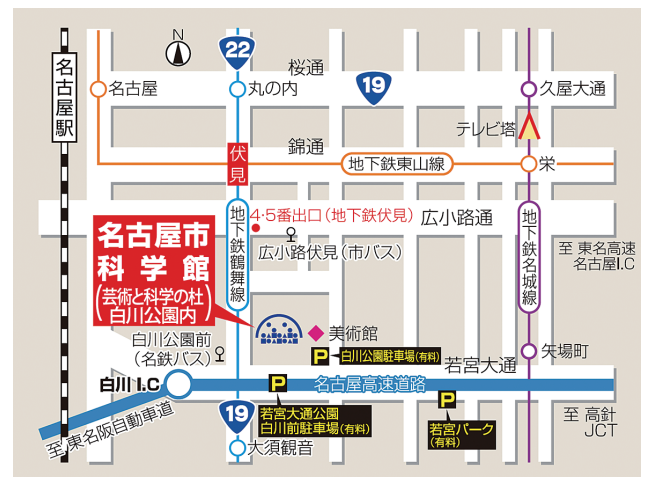 N
22
桜通
名古屋駅
名古屋
丸の内
19
久屋大通
テレビ塔
錦通
伏見
地下鉄東山線
栄
4・5番出口(地下鉄伏見)
広小路通
名古屋市
科学館
(芸術と科学の杜
白川公園内)
地下鉄鶴舞線
広小路伏見(市バス)
地下鉄名城線
至 東名高速
名古屋I.C
白川公園前
(名鉄バス)
美術館
P
白川公園駐車場(有料)
若宮大通
矢場町
白川 I.C
P
名古屋高速道路
至 東名阪自動車道
19
若宮大通公園
白川前駐車場(有料)
P
若宮パーク
(有料)
至 高針
JCT
大須観音